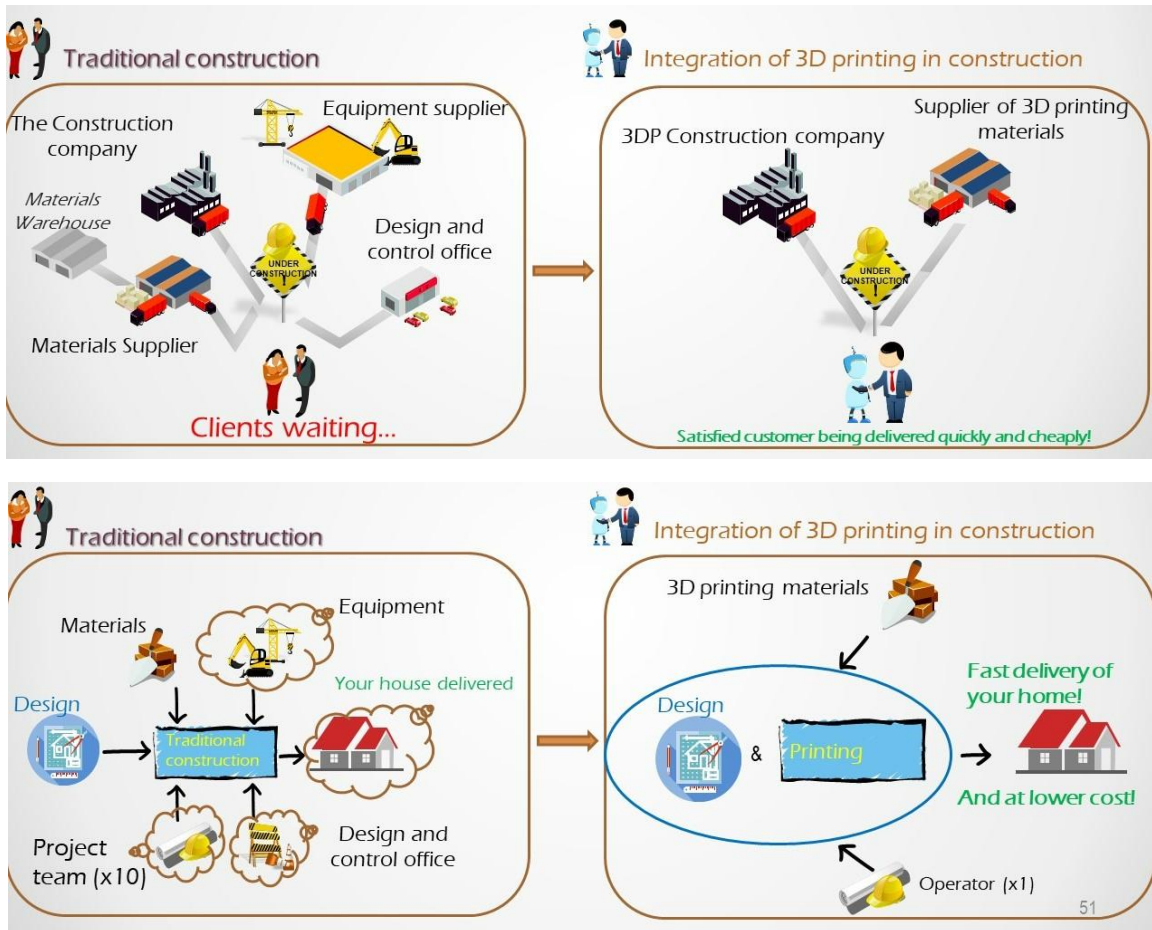 Traditional construction
Integration of 3D printing in construction
The Construction
company
Equipment supplier
Materials
Warehouse
Design and
control office
UNDER
CONSTRUCTION
!
Materials Supplier
Clients waiting...
3DP Construction company
Supplier of 3D printing
materials
UNDER
CONSTRUCTION
!
Satisfied customer being delivered quickly and cheaply!
Traditional construction
Integration of 3D printing in construction
Materials
Equipment
Design
Your house delivered
Traditional
construction
Project
team (x10)
Design and
control office
3D printing materials
Design
&
Printing
Fast delivery of
your home!
And at lower cost!
Operator (x1)
51